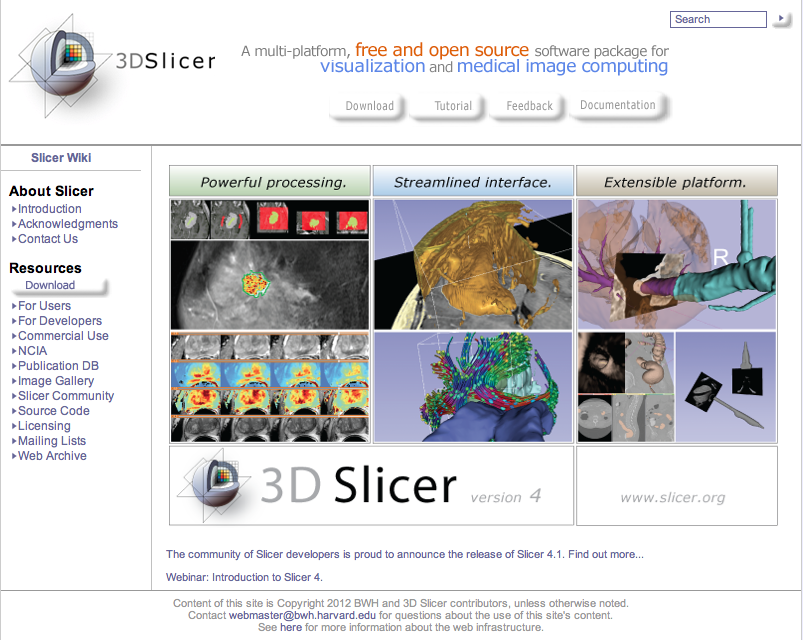 Search
3DSlicer
A multi-platform, free and open source software package for
visualization and medical image computing
Download Tutorial Feedback Documentation
Slicer Wiki
About Slicer
Introduction
Acknowledgments
Contact Us
Resources
Download
For Users
For Developers
Commercial Use
NCIA
Publication DB
Image Gallery
Slicer Community
Source Code
Licensing
Mailing Lists
Web Archive
Powerful processing. Streamlined interface. Extensible platform.
R
3D Slicer version 4 www.slicer.org
The community of Slicer developers is proud to announce the release of Slicer 4.1. Find out more...
Webinar: Introduction to Slicer 4.
Content of this site is Copyright 2012 BWH and 3D Slicer contributors, unless otherwise noted.
Contact webmaster@bwh.harvard.edu for questions about the use of this site's content.
See here for more information about the web infrastructure.